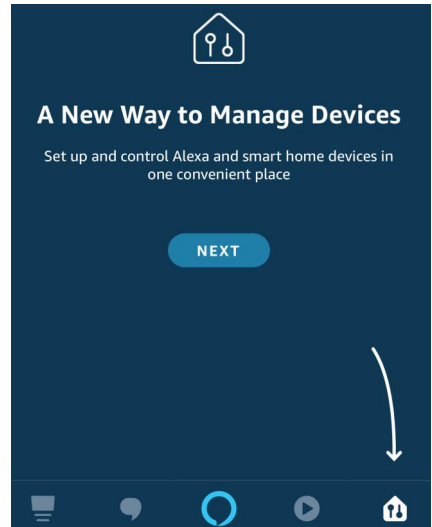 A New Way to Manage Devices
Set up and control Alexa and smart home devices in
one convenient place
NEXT